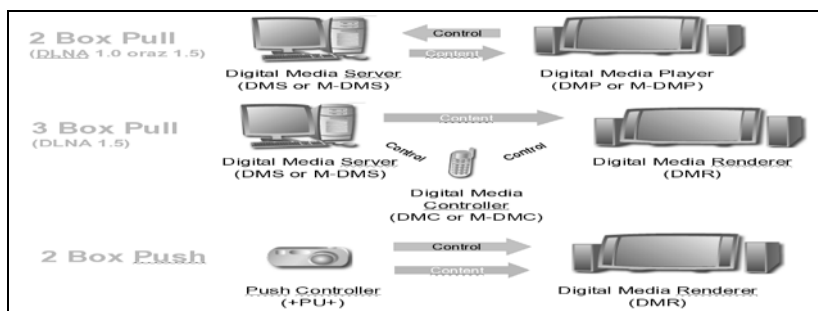 2 Box Pull
(DLNA 1.0 oraz 1.5)
Control
Content
Digital Media Server
(DMS or M-DMS)
Digital Media Player
(DMP or M-DMP)
3 Box Pull
(DLNA 1.5)
Content
Digital Media Server
(DMS or M-DMS)
Control
Control
Digital Media
Controller
(DMC or M-DMC)
Digital Media Renderer
(DMR)
2 Box Push
Control
Content
Push Controller
(+PU+)
Digital Media Renderer
(DMR)